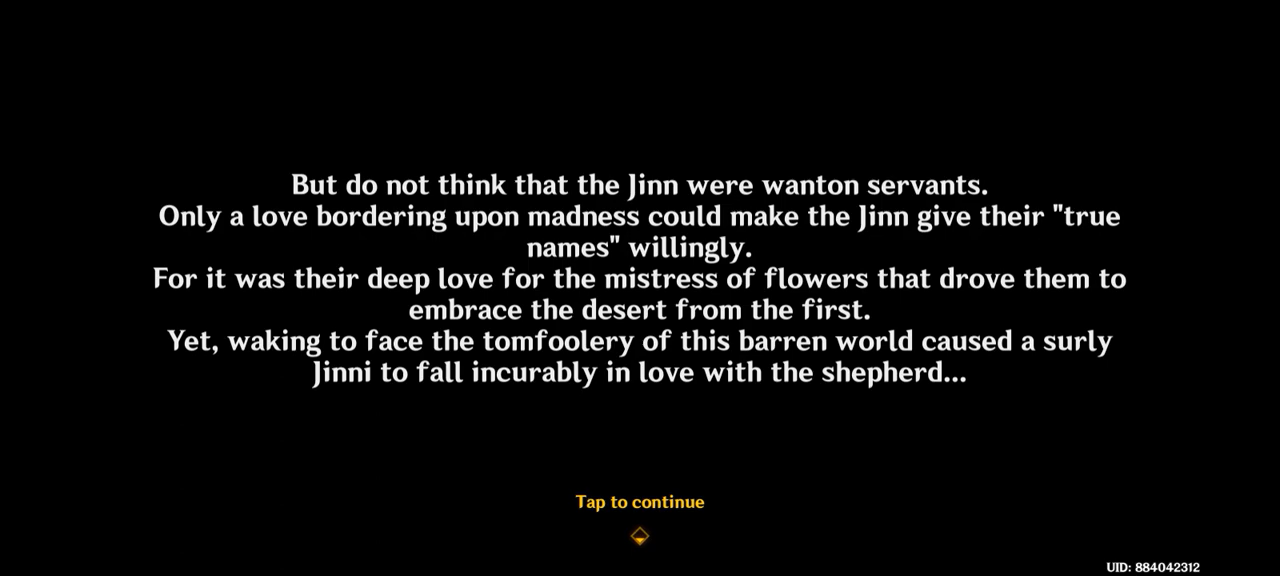 But do not think that the Jinn were wanton servants.
Only a love bordering upon madness could make the Jinn give their "true
names" willingly.
For it was their deep love for the mistress of flowers that drove them to
embrace the desert from the first.
Yet, waking to face the tomfoolery of this barren world caused a surly
Jinni to fall incurably in love with the shepherd...
Tap to continue
UID: 884042312